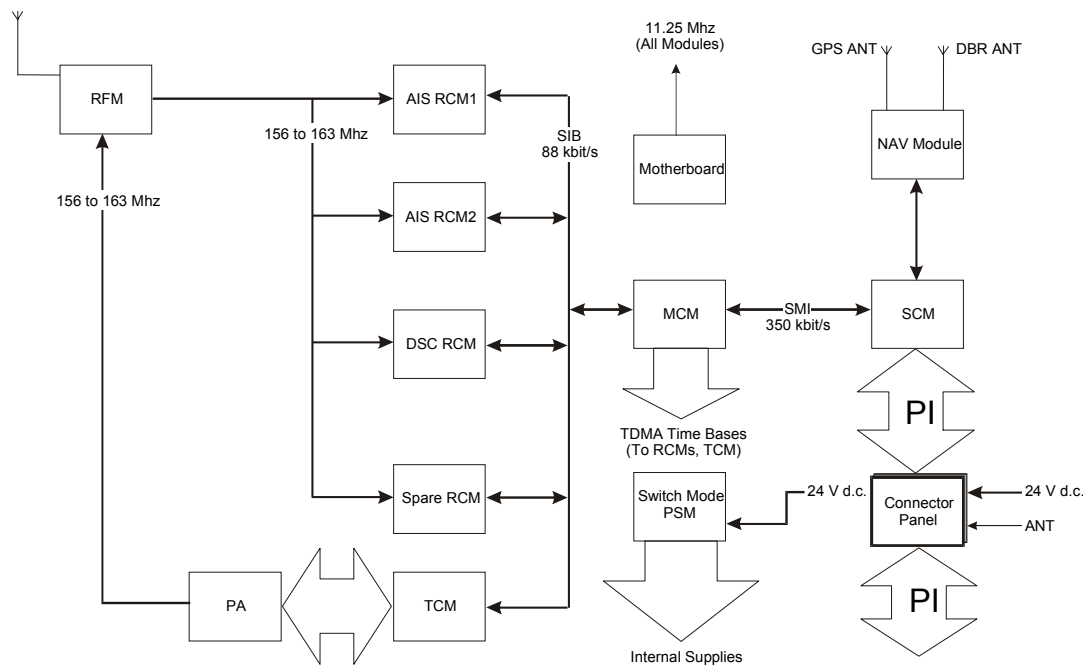 11.25 Mhz
(All Modules)
GPS ANT
DBR ANT
RFM
AIS RCM1
156 to 163 Mhz
SIB
88 kbit/s
Motherboard
NAV Module
156 to 163 Mhz
AIS RCM2
MCM
SMI
350 kbit/s
SCM
DSC RCM
PI
TDMA Time Bases
(To RCMs, TCM)
Spare RCM
Switch Mode
PSM
24 V d.c.
Connector
Panel
24 V d.c.
ANT
PA
TCM
PI
Internal Supplies